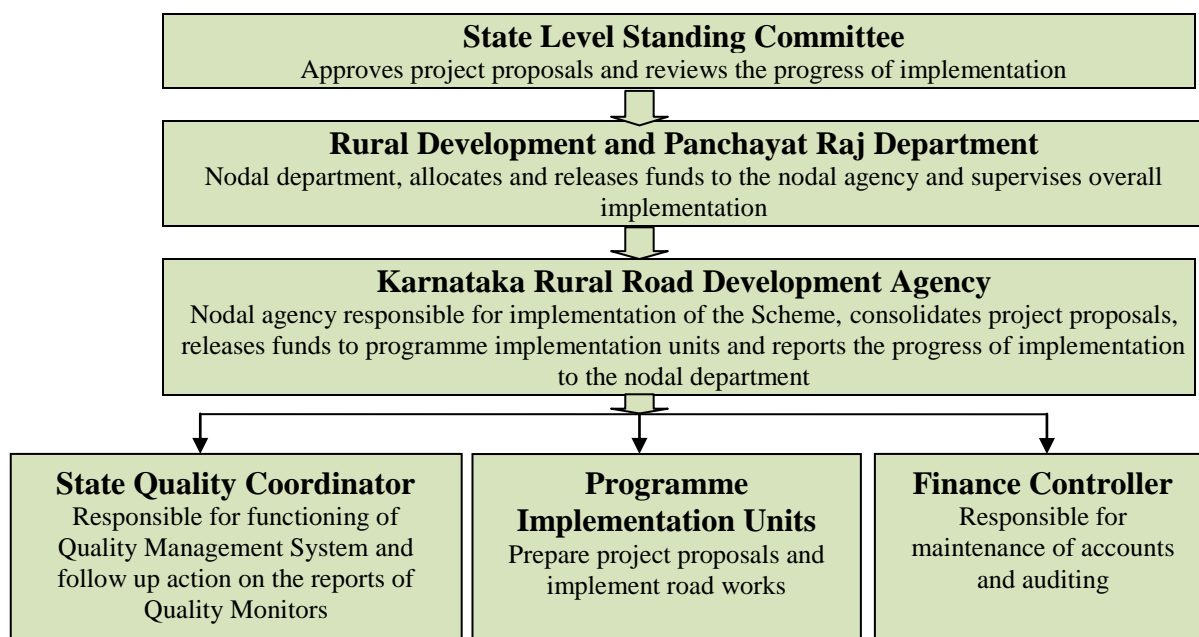 State Level Standing Committee
Approves project proposals and reviews the progress of implementation
Rural Development and Panchayat Raj Department
Nodal department, allocates and releases funds to the nodal agency and supervises overall
implementation
Karnataka Rural Road Development Agency
Nodal agency responsible for implementation of the Scheme, consolidates project proposals,
releases funds to programme implementation units and reports the progress of implementation
to the nodal department
State Quality Coordinator
Responsible for functioning of
Quality Management System and
follow up action on the reports of
Quality Monitors
Programme
Implementation Units
Prepare project proposals and
implement road works
Finance Controller
Responsible for
maintenance of accounts
and auditing